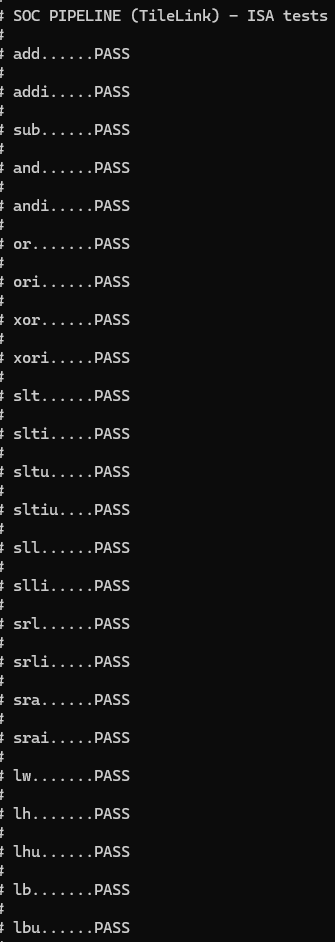 # SOC PIPELINE (TileLink) - ISA tests
#
# add......PASS
#
# addi.....PASS
#
# sub......PASS
#
# and......PASS
#
# andi.....PASS
#
# or.......PASS
#
# ori......PASS
#
# xor......PASS
#
# xori.....PASS
#
# slt......PASS
#
# slti.....PASS
#
# sltu.....PASS
#
# sltiu....PASS
#
# sll......PASS
#
# slli.....PASS
#
# srl......PASS
#
# srli.....PASS
#
# sra......PASS
#
# srai.....PASS
#
# lw.......PASS
#
# lh.......PASS
#
# lhu......PASS
#
# lb.......PASS
#
# lbu......PASS